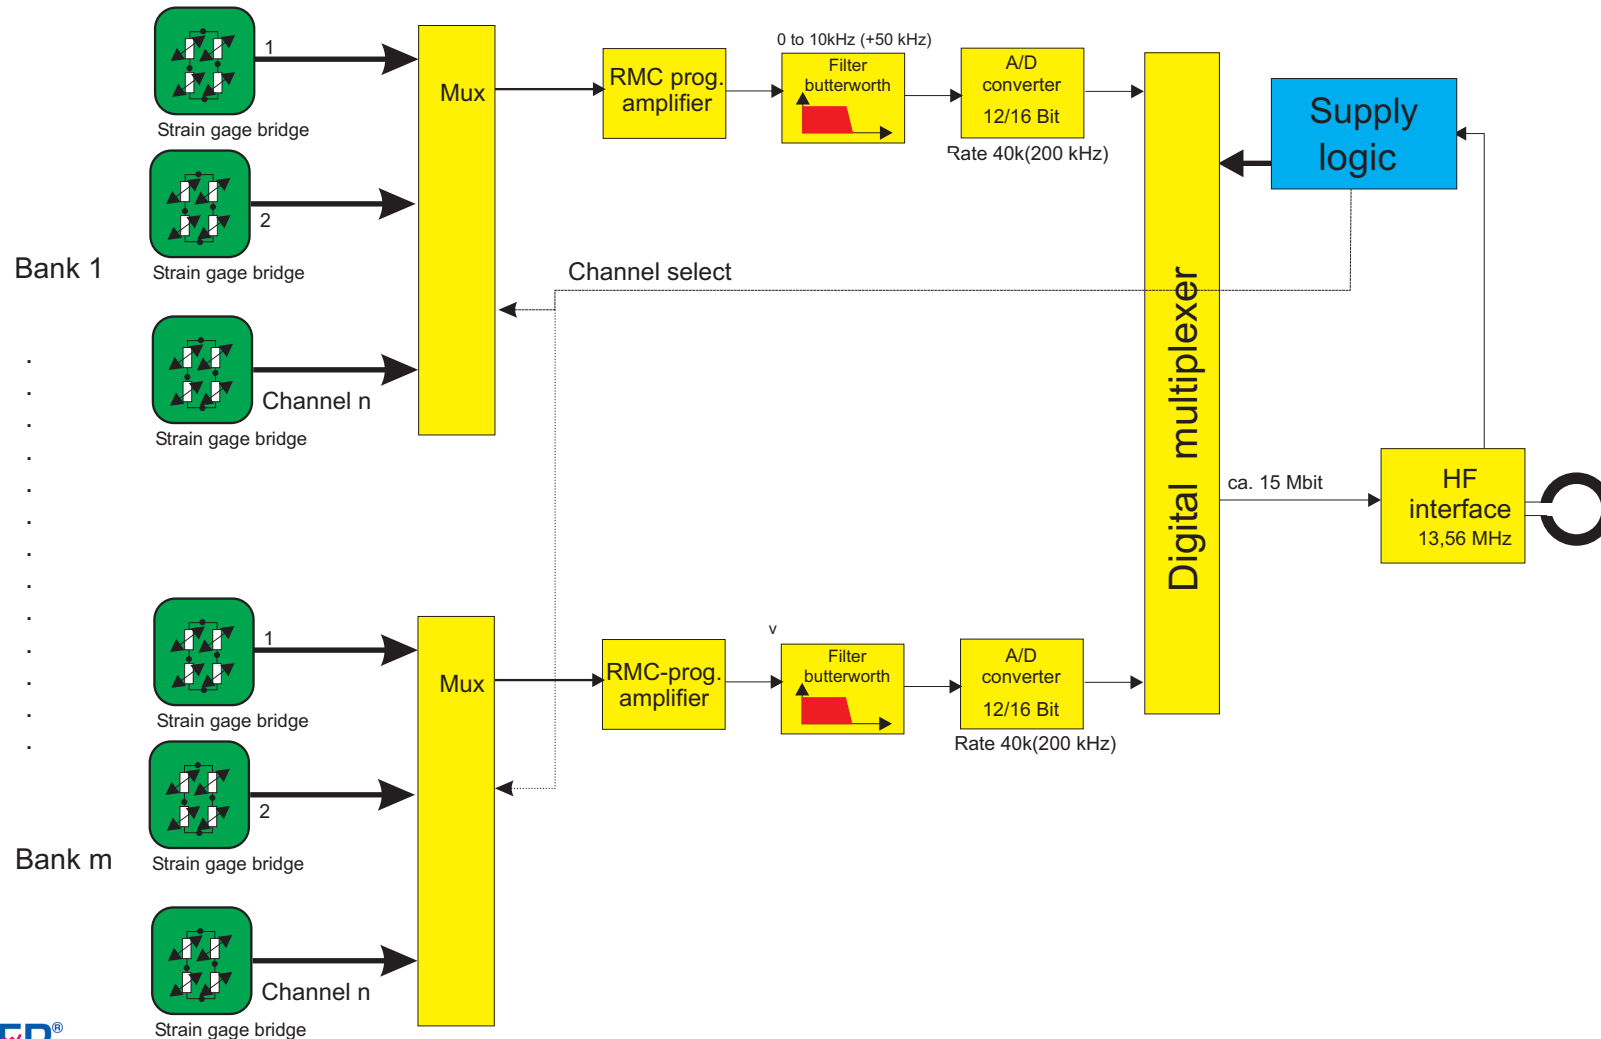 0 to 10kHz (+50 kHz)
1
Mux
RMC prog.
amplifier
Filter
butterworth
A/D
converter
12/16 Bit
Rate 40k(200 kHz)
Supply
logic
Strain gage bridge
2
Bank 1
Strain gage bridge
Channel select
Channel n
Strain gage bridge
Digital multiplexer
ca. 15 Mbit
HF
interface
13,56 MHz
1
Mux
RMC-prog.
amplifier
v
Filter
butterworth
A/D
converter
12/16 Bit
Rate 40k(200 kHz)
Strain gage bridge
2
Bank m
Strain gage bridge
Channel n
Strain gage bridge